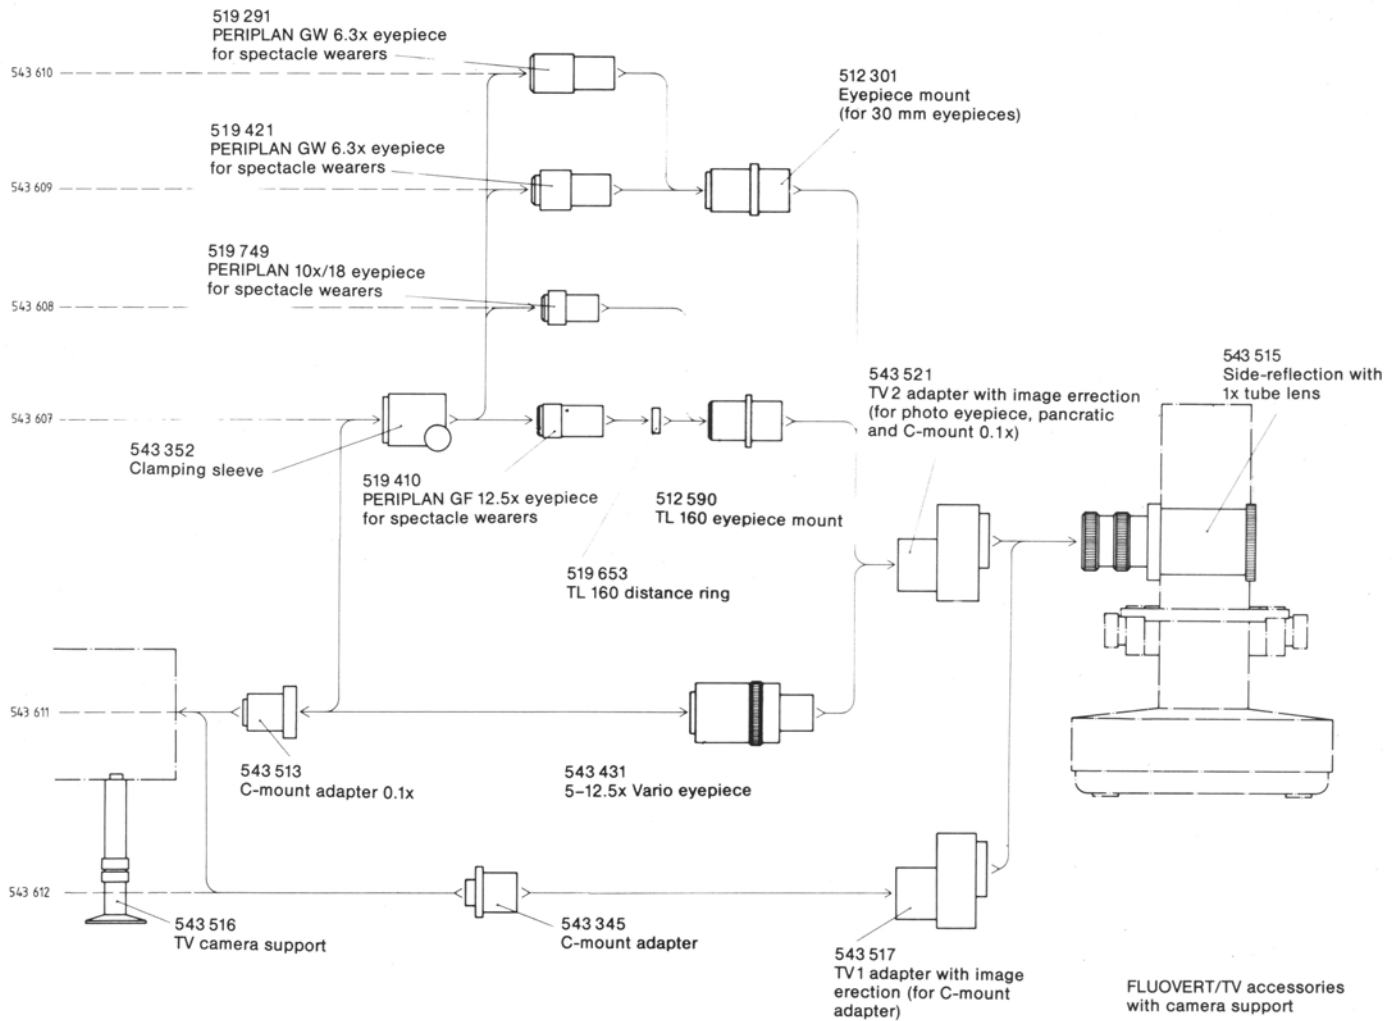 519 291
PERIPLAN GW 6.3x eyepiece
for spectacle wearers
543 610
512 301
Eyepiece mount
(for 30 mm eyepieces)
519 421
PERIPLAN GW 6.3x eyepiece
for spectacle wearers
543 609
519 749
PERIPLAN 10x/18 eyepiece
for spectacle wearers
543 608
543 515
Side-reflection with
1x tube lens
543 521
TV2 adapter with image errection
(for photo eyepiece, pancratic
and C-mount 0.1x)
543 607
543 352
Clamping sleeve
519 410
PERIPLAN GF 12.5x eyepiece
for spectacle wearers
512 590
TL 160 eyepiece mount
519 653
TL 160 distance ring
543 611
543 513
C-mount adapter 0.1x
543 431
5–12.5x Vario eyepiece
543 612
543 516
TV camera support
543 345
C-mount adapter
543 517
TV1 adapter with image
erection (for C-mount
adapter)
FLUOVERT/TV accessories
with camera support